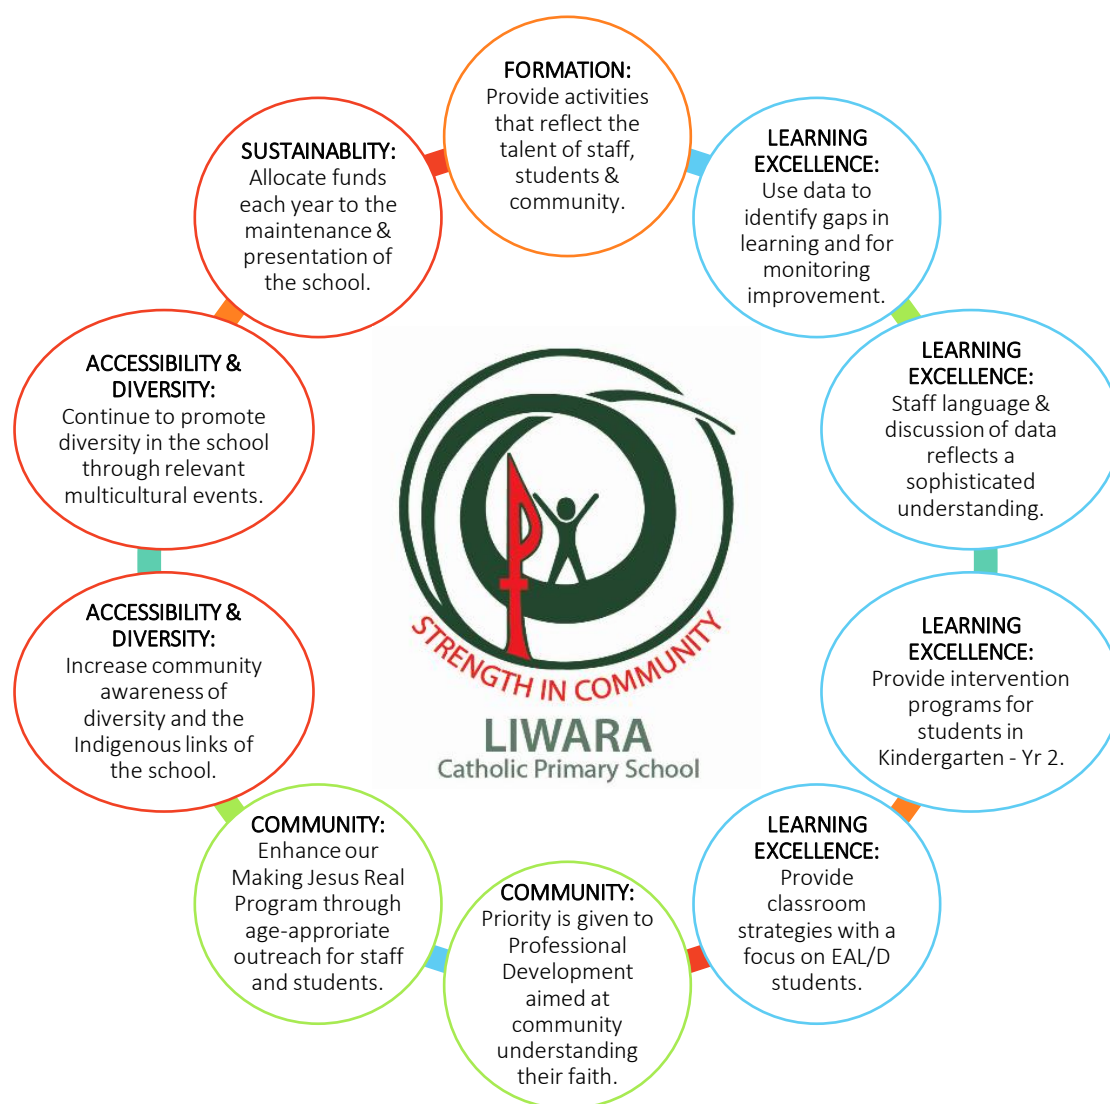 FORMATION:
Provide activities
that reflect the
talent of staff,
students &
community.
LEARNING
EXCELLENCE:
Use data to
identify gaps in
learning and for
monitoring
improvement.
LEARNING
EXCELLENCE:
Staff language &
discussion of data
reflects a
sophisticated
understanding.
LEARNING
EXCELLENCE:
Provide intervention
programs for
students in
Kindergarten - Yr 2.
LEARNING
EXCELLENCE:
Provide
classroom
strategies with a
focus on EAL/D
students.
COMMUNITY:
Priority is given to
Professional
Development
aimed at
community
understanding
their faith.
COMMUNITY:
Enhance our
Making Jesus Real
Program through
age-approriate
outreach for staff
and students.
ACCESSIBILITY &
DIVERSITY:
Increase community
awareness of
diversity and the
Indigenous links of
the school.
ACCESSIBILITY &
DIVERSITY:
Continue to promote
diversity in the school
through relevant
multicultural events.
SUSTAINABLITY:
Allocate funds
each year to the
maintenance &
presentation of
the school.
STRENGTH IN COMMUNITY
LIWARA
Catholic Primary School